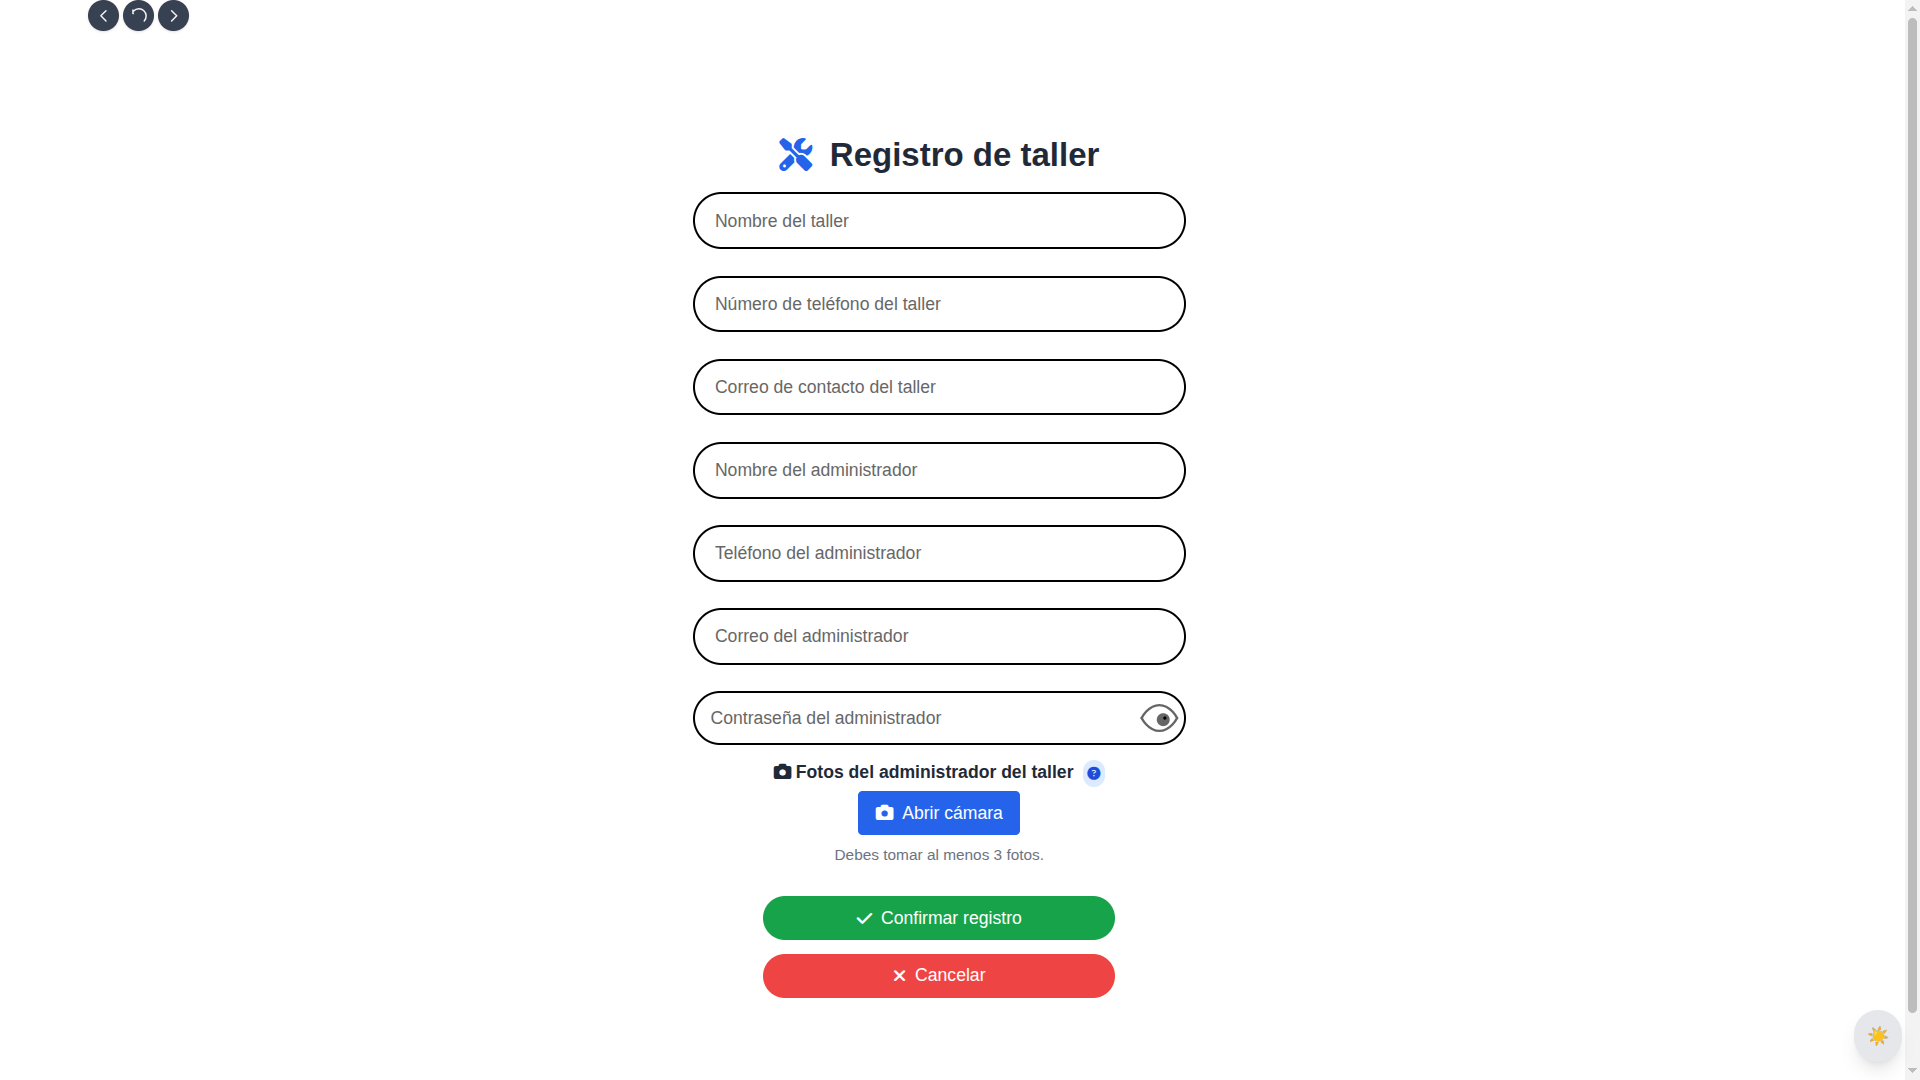 Registro de taller
Nombre del taller
Número de teléfono del taller
Correo de contacto del taller
Nombre del administrador
Teléfono del administrador
Correo del administrador
Contraseña del administrador
Fotos del administrador del taller ?
Abrir cámara
Debes tomar al menos 3 fotos.
Confirmar registro
Cancelar